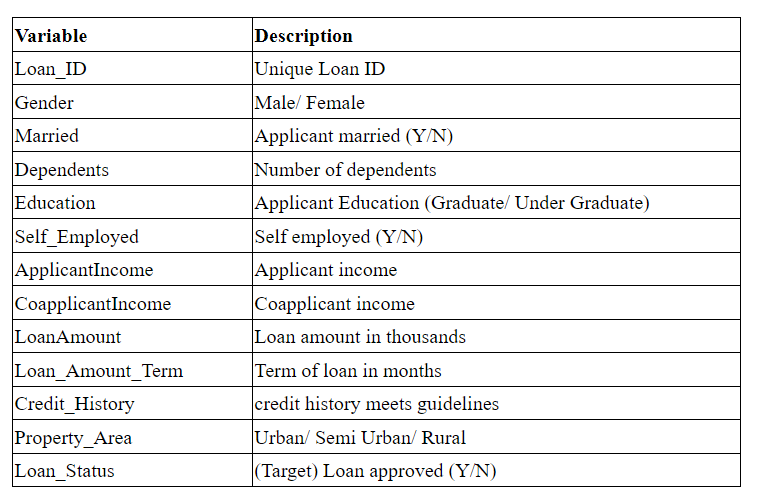 Variable Description
Loan_ID Unique Loan ID
Gender Male/ Female
Married Applicant married (Y/N)
Dependents Number of dependents
Education Applicant Education (Graduate/ Under Graduate)
Self_Employed Self employed (Y/N)
ApplicantIncome Applicant income
CoapplicantIncome Coapplicant income
LoanAmount Loan amount in thousands
Loan_Amount_Term Term of loan in months
Credit_History credit history meets guidelines
Property_Area Urban/ Semi Urban/ Rural
Loan_Status (Target) Loan approved (Y/N)